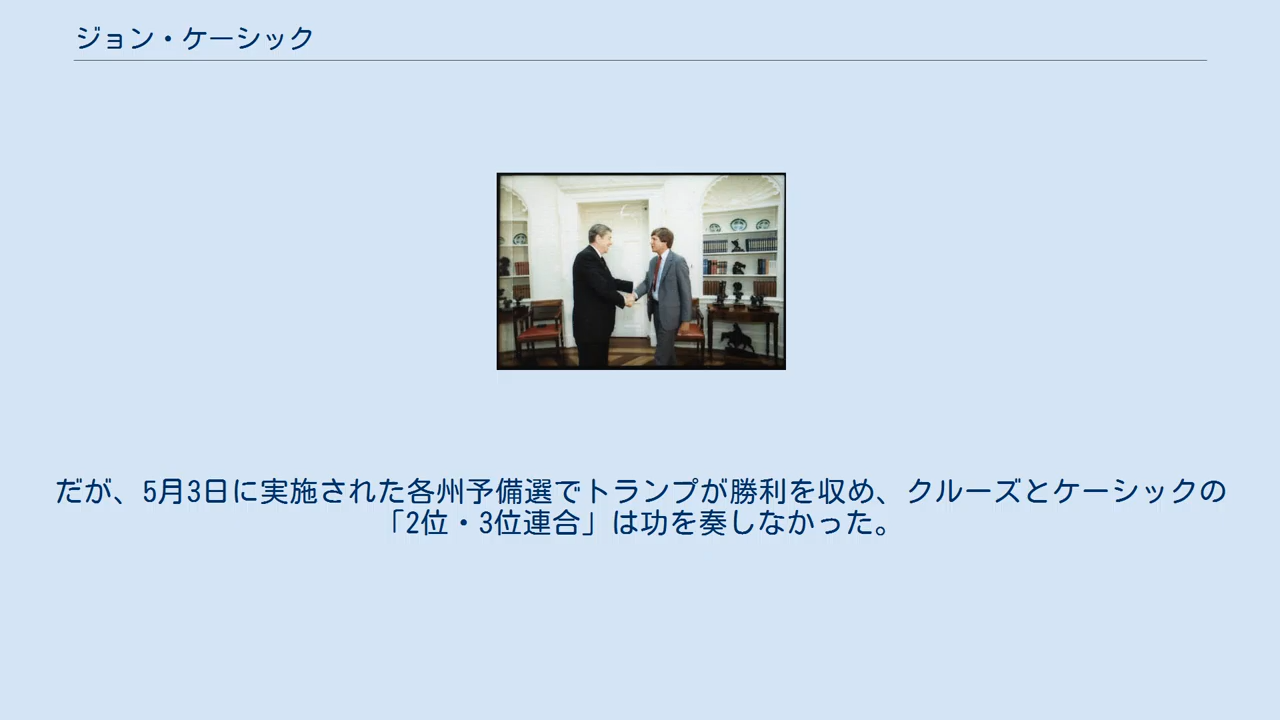 ジョン・ケーシック
だが、5月3日に実施された各州予備選でトランプが勝利を収め、クルーズとケーシックの
「2位・3位連合」は功を奏しなかった。